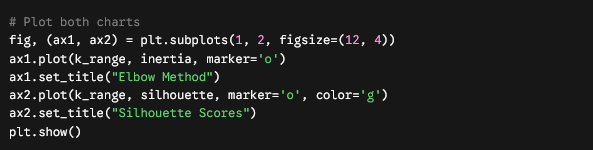 # Plot both charts
fig, (ax1, ax2) = plt.subplots(1, 2, figsize=(12, 4))
ax1.plot(k_range, inertia, marker='o')
ax1.set_title("Elbow Method")
ax2.plot(k_range, silhouette, marker='o', color='g')
ax2.set_title("Silhouette Scores")
plt.show()